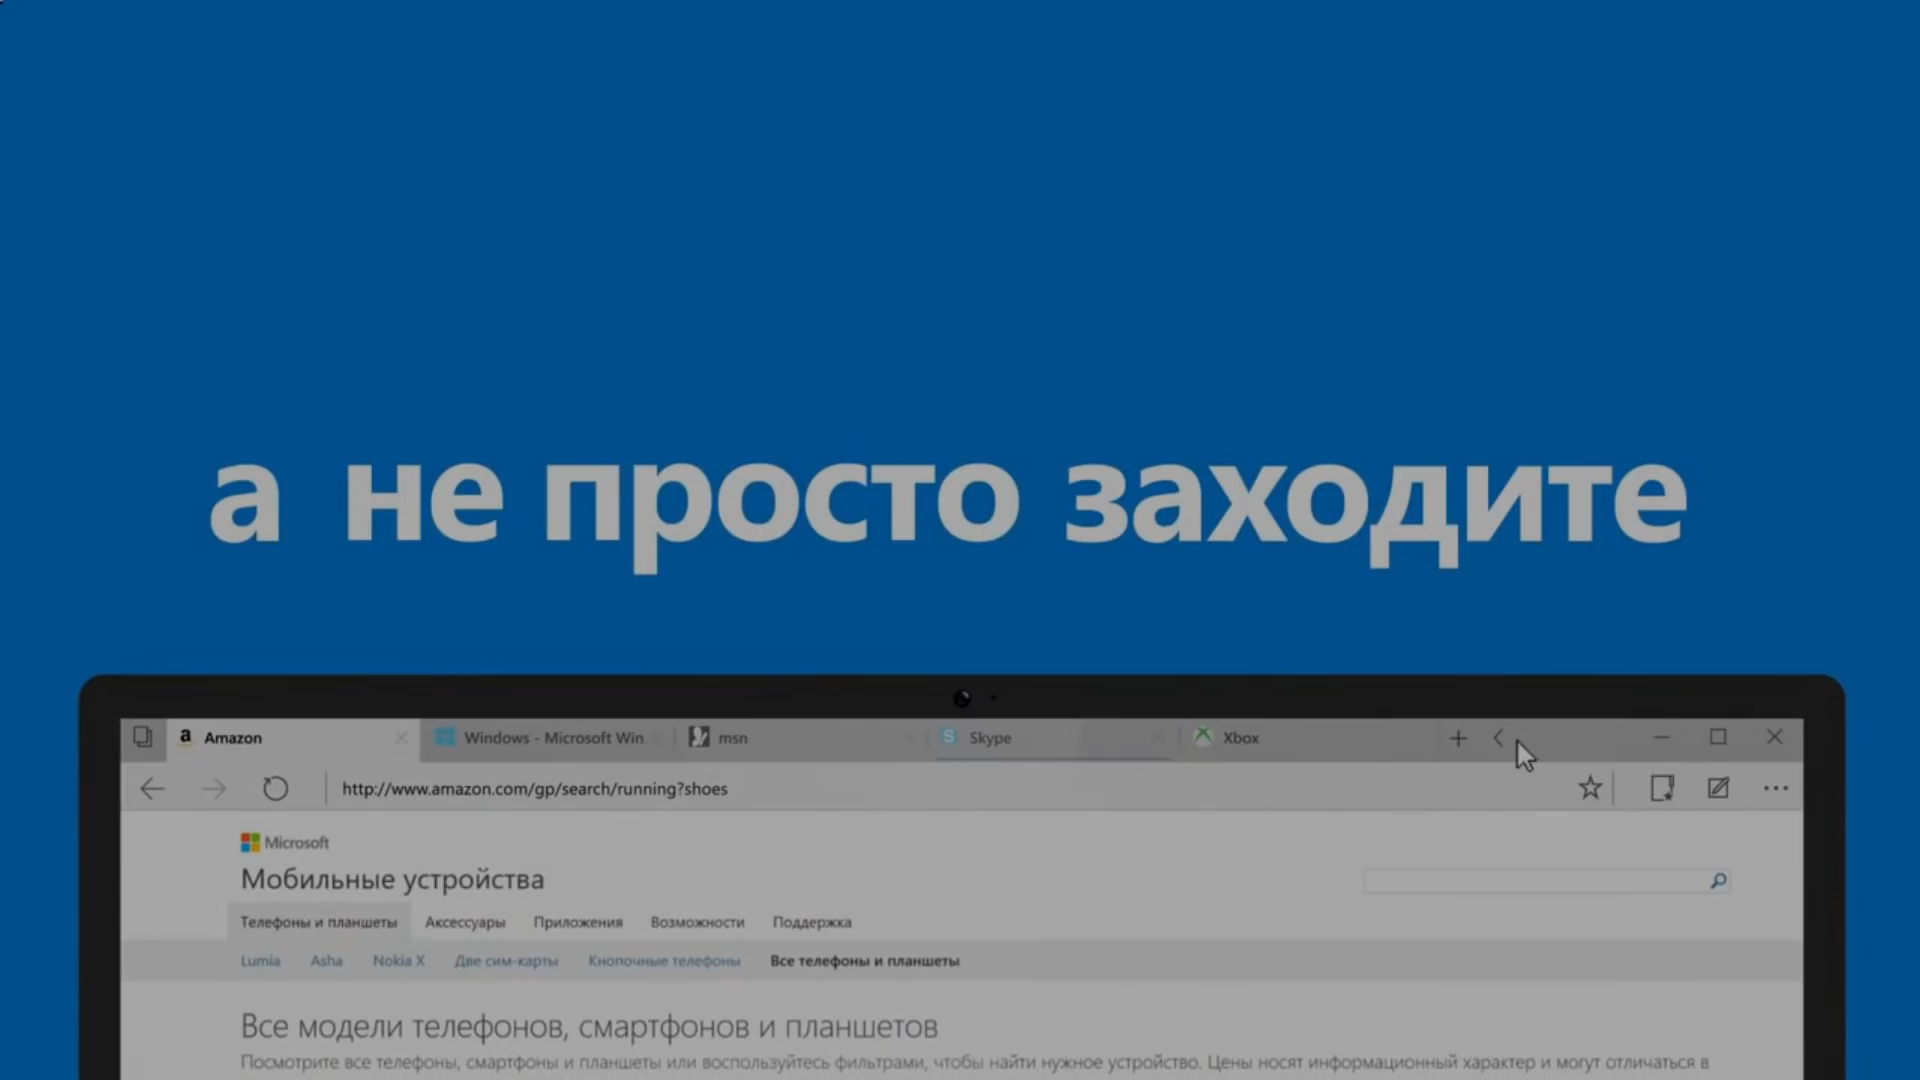 а не просто заходите
Amazon
Windows - Microsoft Win
msn
Skype
Xbox
http://www.amazon.com/gp/search/running?shoes
Microsoft
Мобильные устройства
Телефоны и планшеты Аксессуары Приложения Возможности Поддержка
Lumia Asha Nokia X Две сим-карты Кнопочные телефоны Все телефоны и планшеты
Все модели телефонов, смартфонов и планшетов
Посмотрите все телефоны, смартфоны и планшеты или воспользуйтесь фильтрами, чтобы найти нужное устройство. Цены носят информационный характер и могут отличаться в